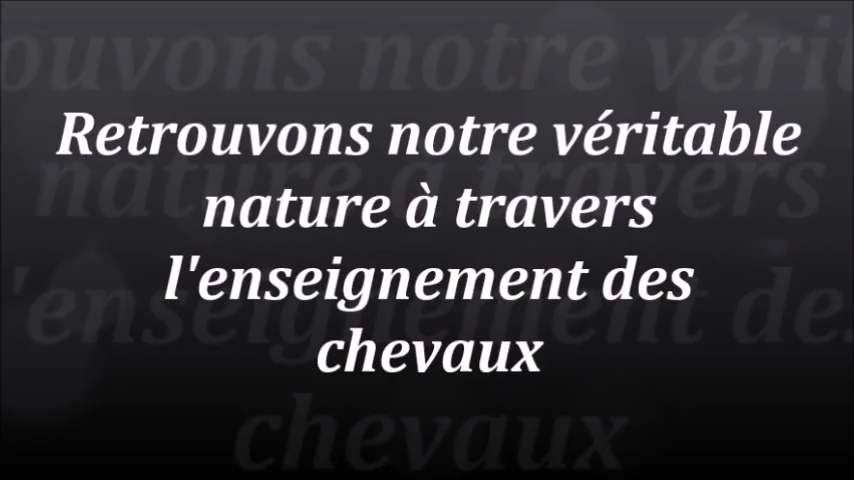 Retrouvons notre véritable
nature à travers
l'enseignement des
chevaux